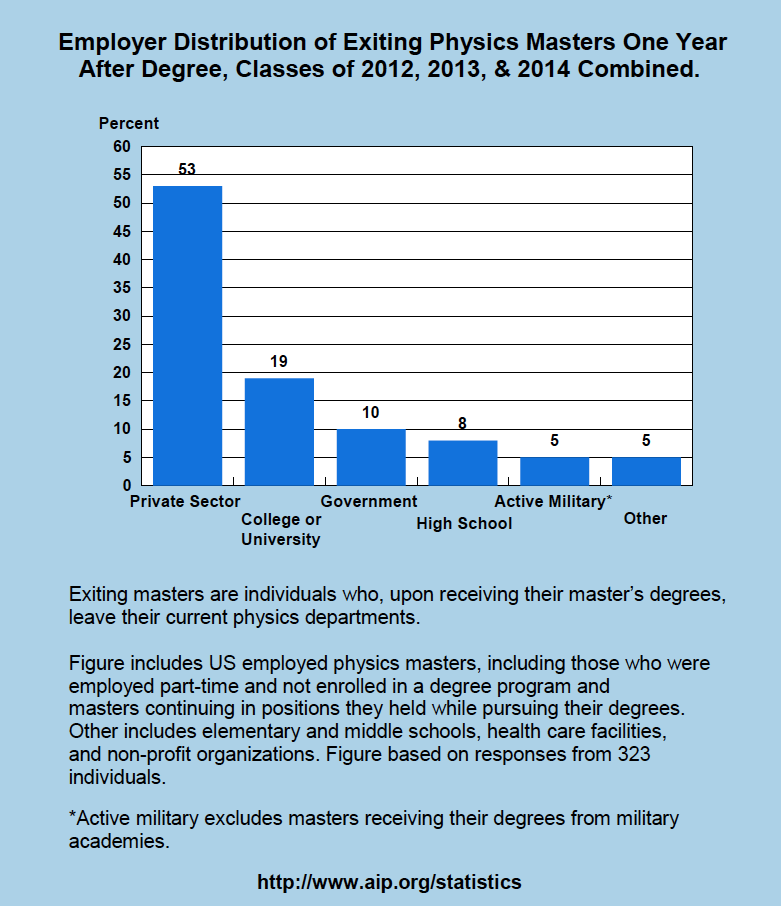 Employer Distribution of Exiting Physics Masters One Year
After Degree, Classes of 2012, 2013, & 2014 Combined.
Percent
60
55
50
45
40
35
30
25
20
15
10
5
0
53
19
10
8
5
5
Private Sector
College or
University
Government
High School
Active Military*
Other
Exiting masters are individuals who, upon receiving their master’s degrees,
leave their current physics departments.
Figure includes US employed physics masters, including those who were
employed part-time and not enrolled in a degree program and
masters continuing in positions they held while pursuing their degrees.
Other includes elementary and middle schools, health care facilities,
and non-profit organizations. Figure based on responses from 323
individuals.
*Active military excludes masters receiving their degrees from military
academies.
http://www.aip.org/statistics